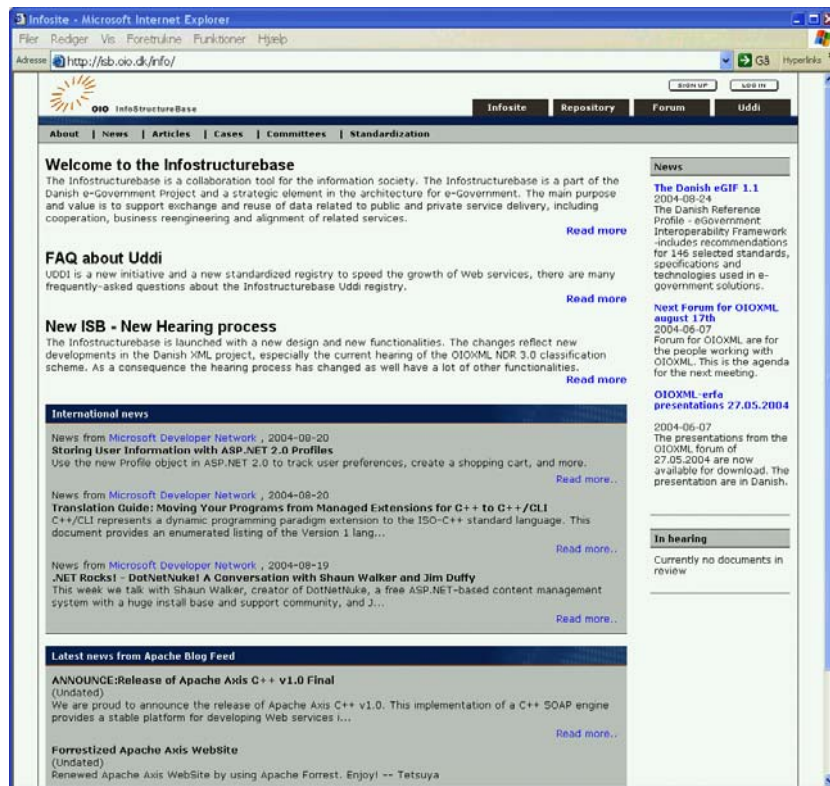 Infosite - Microsoft Internet Explorer
Filer Rediger Vis Foretrukne Funktioner Hjælp
Adresse http://isb.oio.dk/info/ Gå Hyperlinks
SIGN UP LOG IN
OIO InfoStructureBase
Infosite Repository Forum Uddi
About | News | Articles | Cases | Committees | Standardization
Welcome to the Infostructurebase
The Infostructurebase is a collaboration tool for the information society. The Infostructurebase is a part of the
Danish e-Government Project and a strategic element in the architecture for e-Government. The main purpose
and value is to support exchange and reuse of data related to public and private service delivery, including
cooperation, business reengineering and alignment of related services.
Read more
FAQ about Uddi
UDDI is a new initiative and a new standardized registry to speed the growth of Web services, there are many
frequently-asked questions about the Infostructurebase Uddi registry.
Read more
New ISB - New Hearing process
The Infostructurebase is launched with a new design and new functionalities. The changes reflect new
developments in the Danish XML project, especially the current hearing of the OIOXML NDR 3.0 classification
scheme. As a consequence the hearing process has changed as well have a lot of other functionalities.
Read more
International news
News from Microsoft Developer Network , 2004-08-20
Storing User Information with ASP.NET 2.0 Profiles
Use the new Profile object in ASP.NET 2.0 to track user preferences, create a shopping cart, and more.
Read more..
News from Microsoft Developer Network , 2004-08-20
Translation Guide: Moving Your Programs from Managed Extensions for C++ to C++/CLI
C++/CLI represents a dynamic programming paradigm extension to the ISO-C++ standard language. This
document provides an enumerated listing of the Version 1 lang...
Read more..
News from Microsoft Developer Network , 2004-08-19
.NET Rocks! - DotNetNuke! A Conversation with Shaun Walker and Jim Duffy
This week we talk with Shaun Walker, creator of DotNetNuke, a free ASP.NET-based content management
system with a huge install base and support community, and J...
Read more..
Latest news from Apache Blog Feed
ANNOUNCE:Release of Apache Axis C++ v1.0 Final
(Undated)
We are proud to announce the release of Apache Axis C++ v1.0. This implementation of a C++ SOAP engine
provides a stable platform for developing Web services i...
Read more..
Forrestized Apache Axis WebSite
(Undated)
Renewed Apache Axis WebSite by using Apache Forrest. Enjoy! -- Tetsuya
News
The Danish eGIF 1.1
2004-08-24
The Danish Reference
Profile - eGovernment
Interoperability Framework
-includes recommendations
for 146 selected standards,
specifications and
technologies used in e-
government solutions.
Next Forum for OIOXML
august 17th
2004-06-07
Forum for OIOXML are for
the people working with
OIOXML. This is the agenda
for the next meeting.
OIOXML-erfa
presentations 27.05.2004
2004-06-07
The presentations from the
OIOXML forum of
27.05.2004 are now
available for download. The
presentation are in Danish.
In hearing
Currently no documents in
review